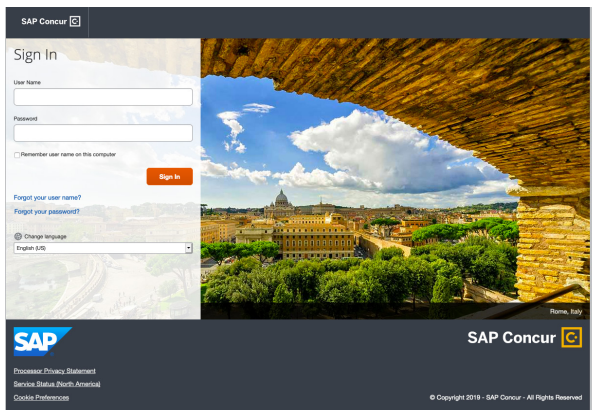 SAP Concur C
Sign In
User Name
Password
Remember user name on this computer
Sign In
Forgot your user name?
Forgot your password?
Change language
English (US)
Rome, Italy
SAP
SAP Concur C
Processor Privacy Statement
Service Status (North America)
Cookie Preferences
© Copyright 2019 - SAP Concur - All Rights Reserved